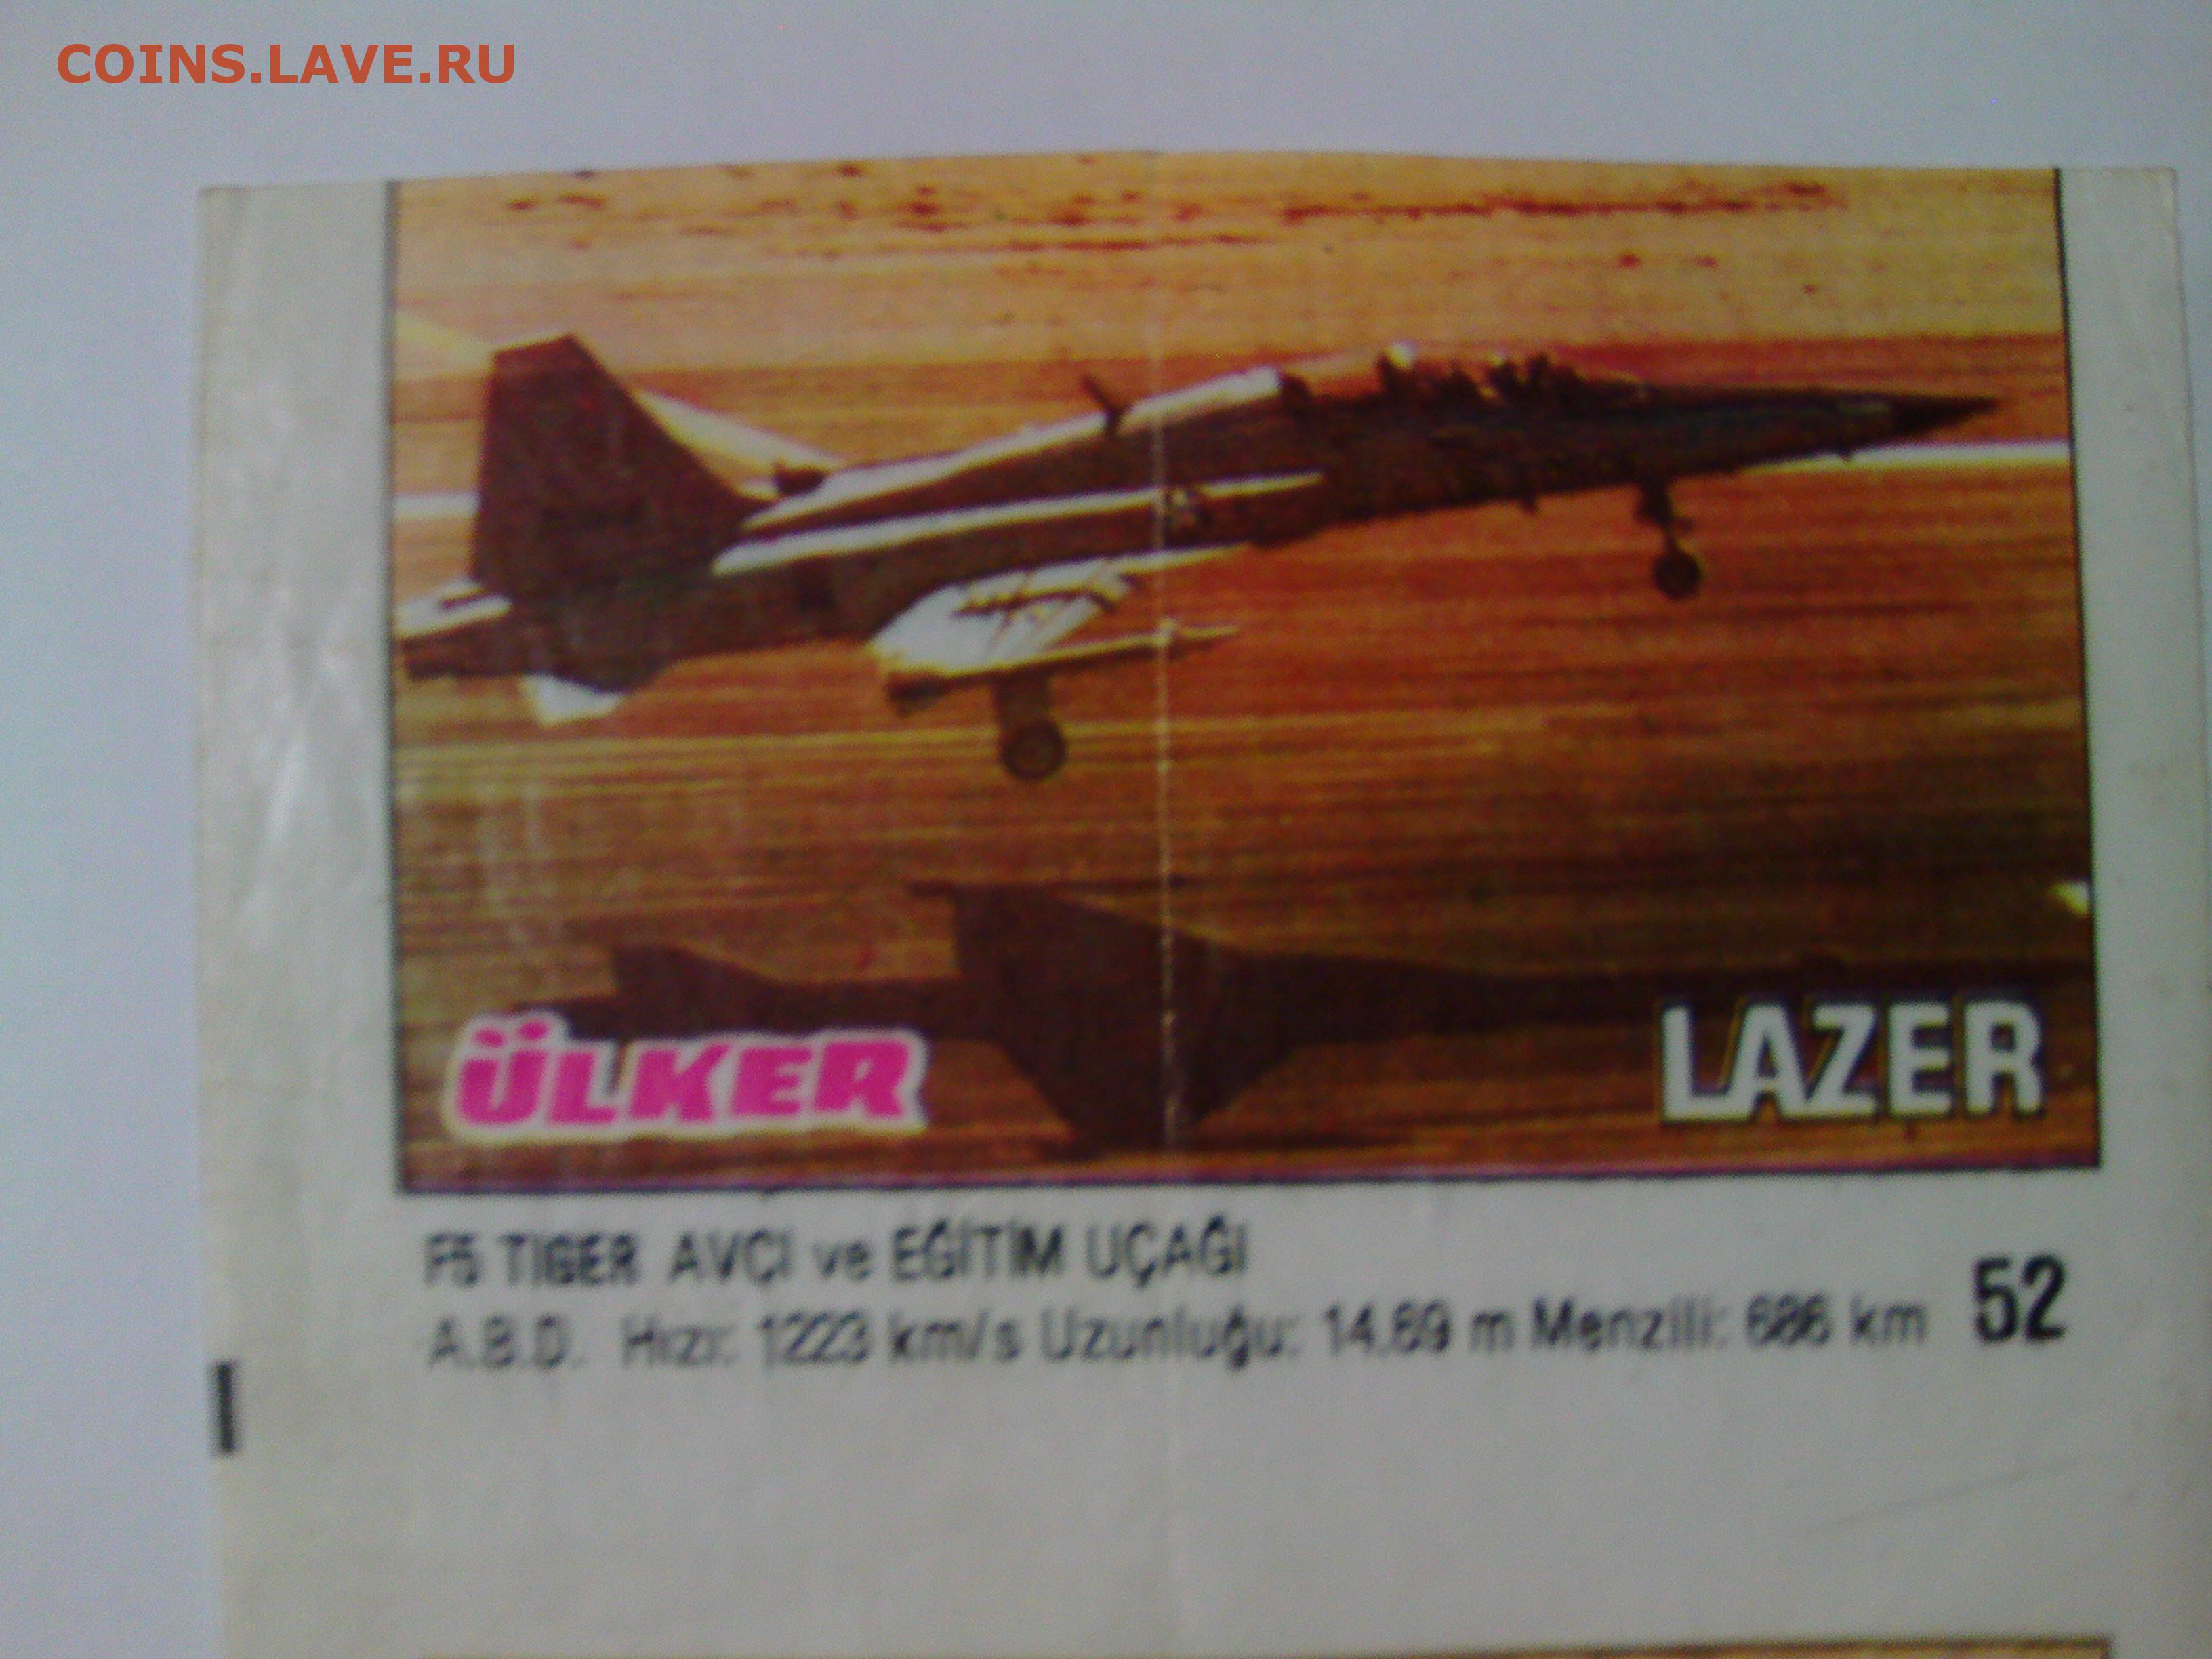 COINS.LAVE.RU
ÜLKER
LAZER
F5 TIGER AVÇI ve EĞİTİM UÇAĞI
A.B.D. Hızı: 1223 km/s Uzunluğu: 14.69 m Menzili: 686 km 52